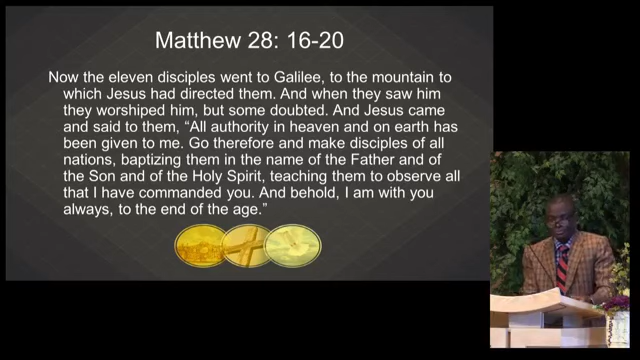 Matthew 28: 16-20
Now the eleven disciples went to Galilee, to the mountain to
which Jesus had directed them. And when they saw him
they worshiped him, but some doubted. And Jesus came
and said to them, “All authority in heaven and on earth has
been given to me. Go therefore and make disciples of all
nations, baptizing them in the name of the Father and of
the Son and of the Holy Spirit, teaching them to observe all
that I have commanded you. And behold, I am with you
always, to the end of the age.”